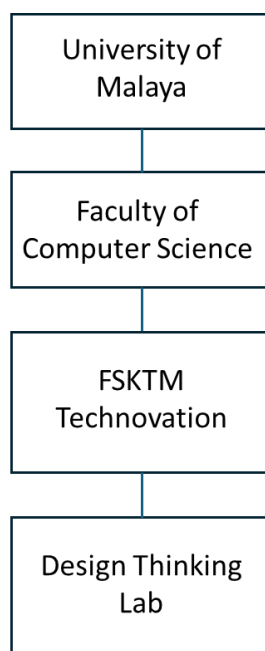 University of
Malaya
Faculty of
Computer Science
FSKTM
Technovation
Design Thinking
Lab